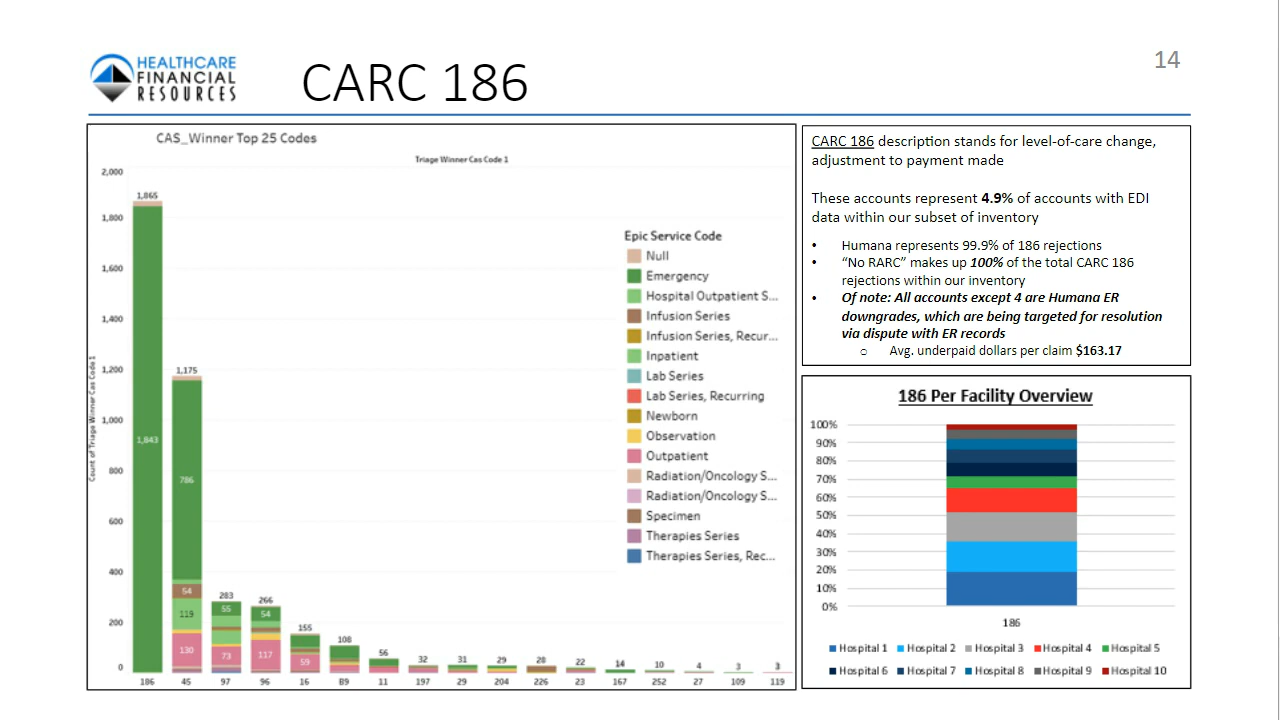 HEALTHCARE
FINANCIAL
RESOURCES
CARC 186
14
CAS_Winner Top 25 Codes
Triage Winner Cas Code 1
Count of Triage Winner Cas Code1
2,000
1,800
1,600
1,400
1,200
1,000
800
600
400
200
0
1,865
1,843
1,175
786
54
119
130
283
55
73
266
54
117
155
59
108
56
32
31
29
28
22
14
10
4
3
3
186 45 97 96 16 B9 11 197 29 204 226 23 167 252 27 109 119
Epic Service Code
Null
Emergency
Hospital Outpatient S...
Infusion Series
Infusion Series, Recur...
Inpatient
Lab Series
Lab Series, Recurring
Newborn
Observation
Outpatient
Radiation/Oncology S...
Radiation/Oncology S...
Specimen
Therapies Series
Therapies Series, Rec...
CARC 186 description stands for level-of-care change,
adjustment to payment made
These accounts represent 4.9% of accounts with EDI
data within our subset of inventory
• Humana represents 99.9% of 186 rejections
• “No RARC” makes up 100% of the total CARC 186
rejections within our inventory
• Of note: All accounts except 4 are Humana ER
downgrades, which are being targeted for resolution
via dispute with ER records
o Avg. underpaid dollars per claim $163.17
186 Per Facility Overview
100%
90%
80%
70%
60%
50%
40%
30%
20%
10%
0%
186
Hospital 1 Hospital 2 Hospital 3 Hospital 4 Hospital 5
Hospital 6 Hospital 7 Hospital 8 Hospital 9 Hospital 10